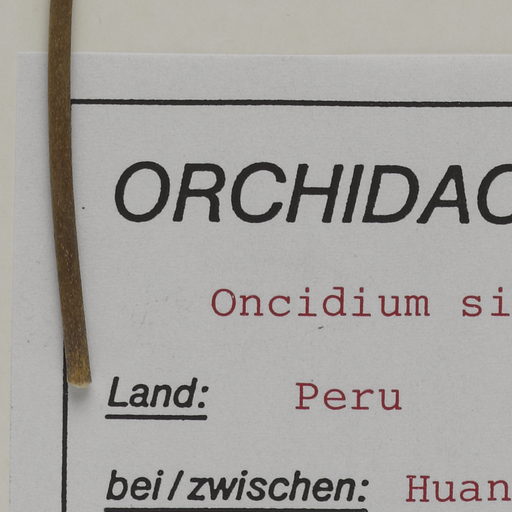 ORCHIDAC
Oncidium si
Land: Peru
bei/zwischen: Huan